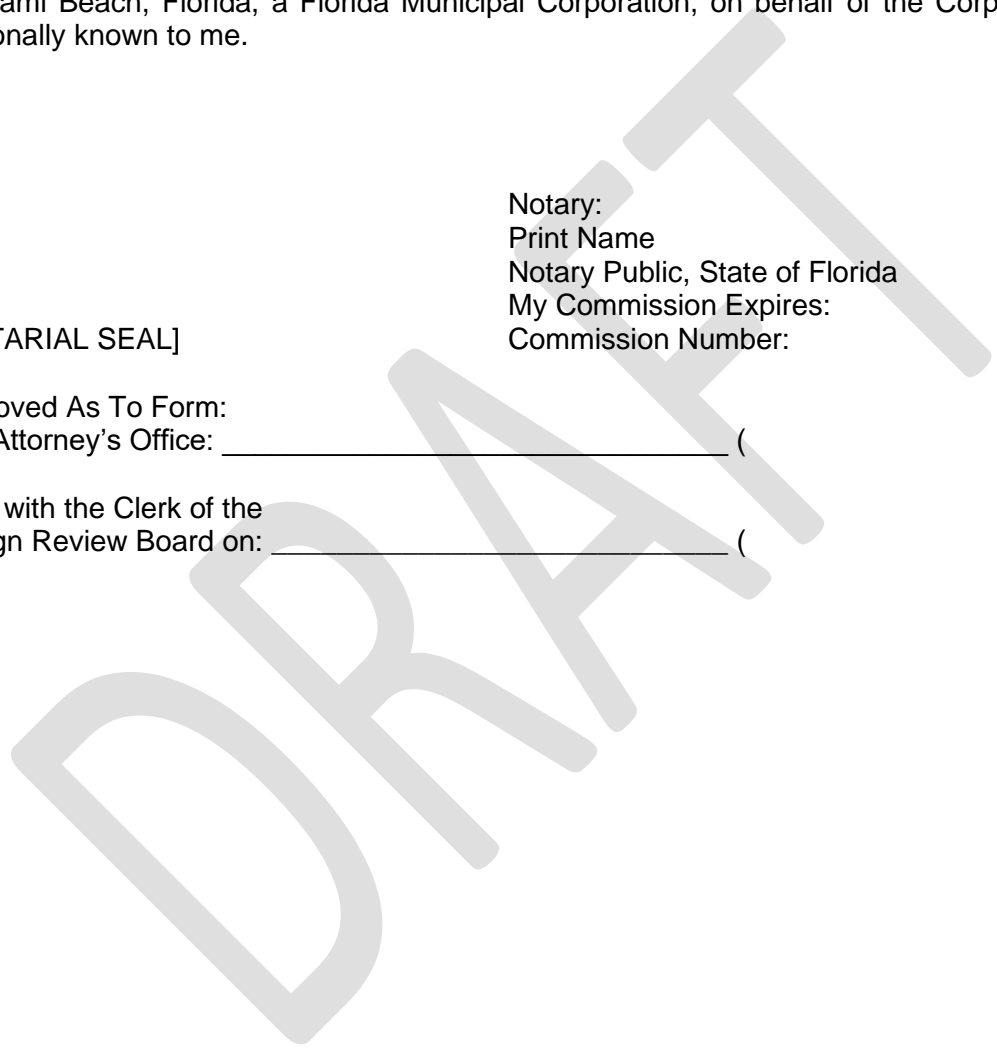 ami Beach, Florida, a Florida Municipal Corporation, on behalf of the Corp
onally known to me.
Notary:
Print Name
Notary Public, State of Florida
My Commission Expires:
TARIAL SEAL] Commission Number:
oved As To Form:
Attorney’s Office: ________________________________ (
with the Clerk of the
gn Review Board on: _____________________________ (
DRAFT